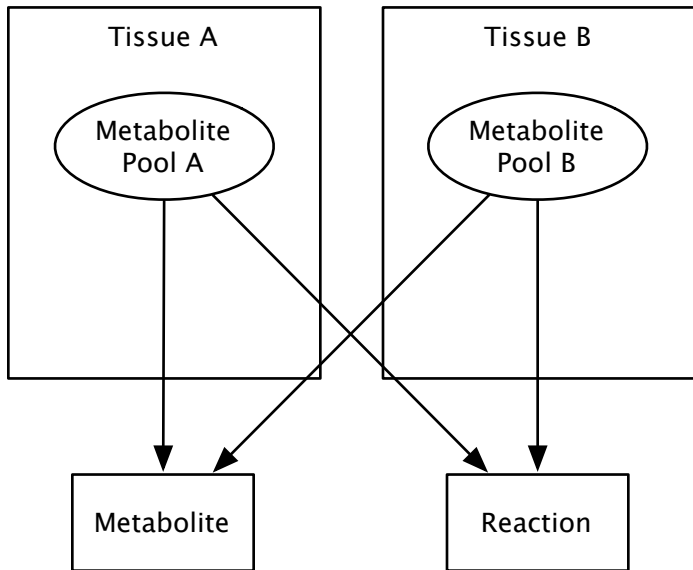 Tissue A
Tissue B
Metabolite
Pool A
Metabolite
Pool B
Metabolite
Reaction